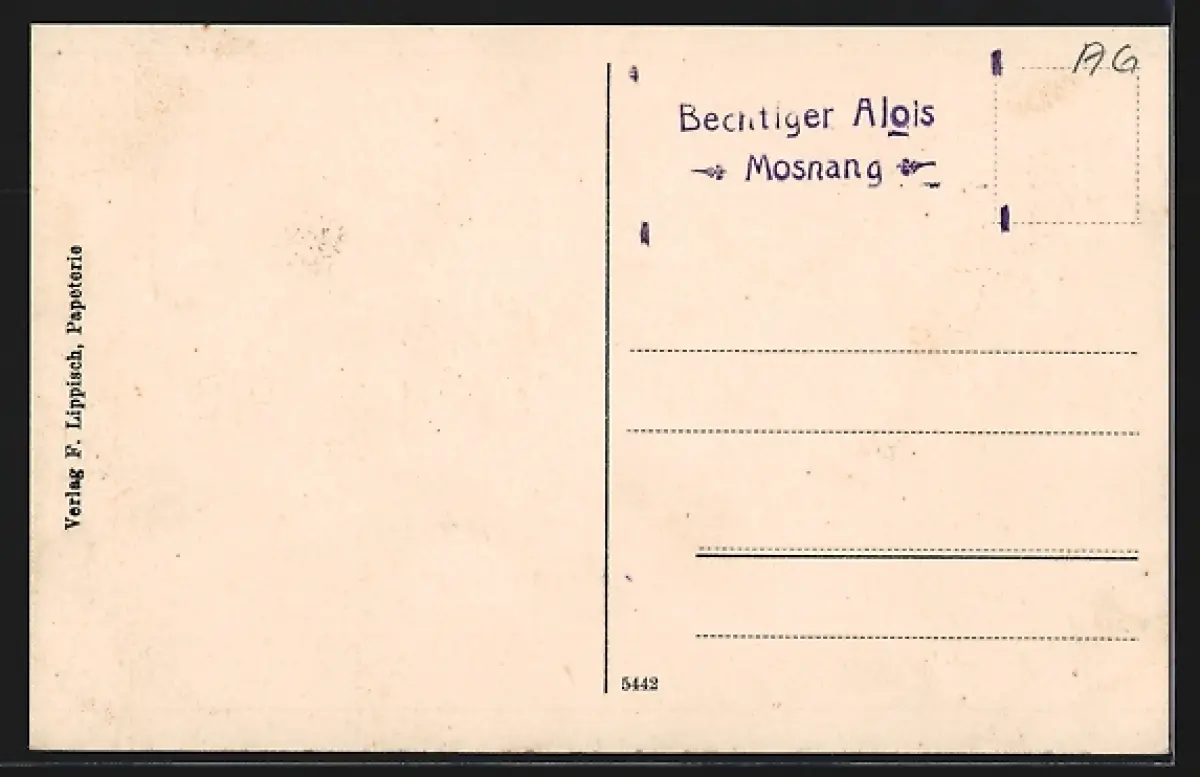 AG
Bechtiger Alois
Mosnang
Verlag F. Lippisch, Papeterie
5442